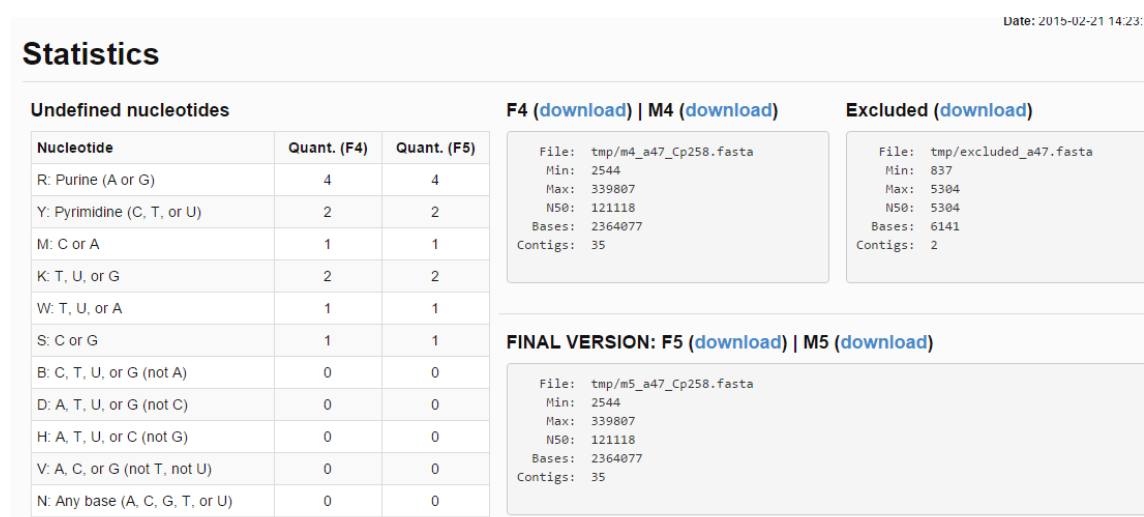 Date: 2015-02-21 14:23:
Statistics
Undefined nucleotides
Nucleotide Quant. (F4) Quant. (F5)
R: Purine (A or G) 4 4
Y: Pyrimidine (C, T, or U) 2 2
M: C or A 1 1
K: T, U, or G 2 2
W: T, U, or A 1 1
S: C or G 1 1
B: C, T, U, or G (not A) 0 0
D: A, T, U, or G (not C) 0 0
H: A, T, U, or C (not G) 0 0
V: A, C, or G (not T, not U) 0 0
N: Any base (A, C, G, T, or U) 0 0
F4 (download) | M4 (download)
File: tmp/m4_a47_Cp258.fasta
Min: 2544
Max: 339807
N50: 121118
Bases: 2364077
Contigs: 35
Excluded (download)
File: tmp/excluded_a47.fasta
Min: 837
Max: 5304
N50: 5304
Bases: 6141
Contigs: 2
FINAL VERSION: F5 (download) | M5 (download)
File: tmp/m5_a47_Cp258.fasta
Min: 2544
Max: 339807
N50: 121118
Bases: 2364077
Contigs: 35